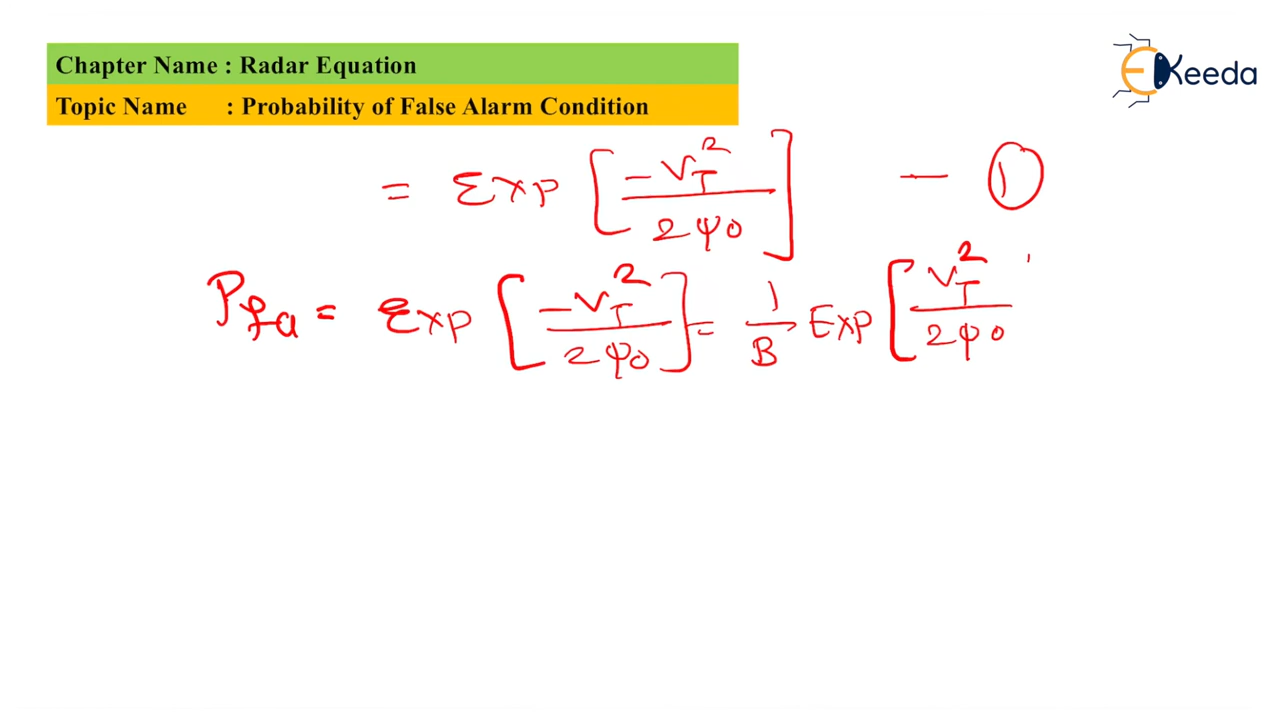 EKeeda
Chapter Name : Radar Equation
Topic Name : Probability of False Alarm Condition
= Exp [ -V_T^2 / 2ψ0 ] — ①
P_fa = Exp [ -V_T^2 / 2ψ0 ] = 1/B Exp [ V_T^2 / 2ψ0